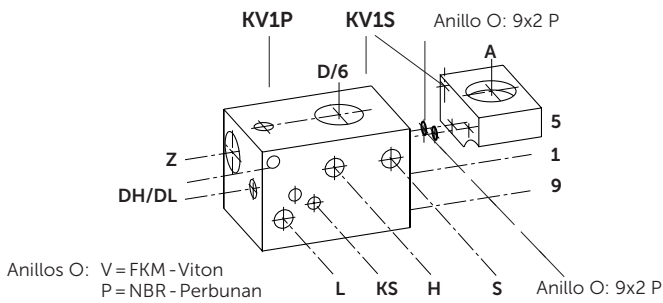 KV1P KV1S Anillo O: 9x2 P
D/6 A
5
Z 1
DH/DL 9
Anillos O: V = FKM - Viton
P = NBR - Perbunan
L KS H S Anillo O: 9x2 P